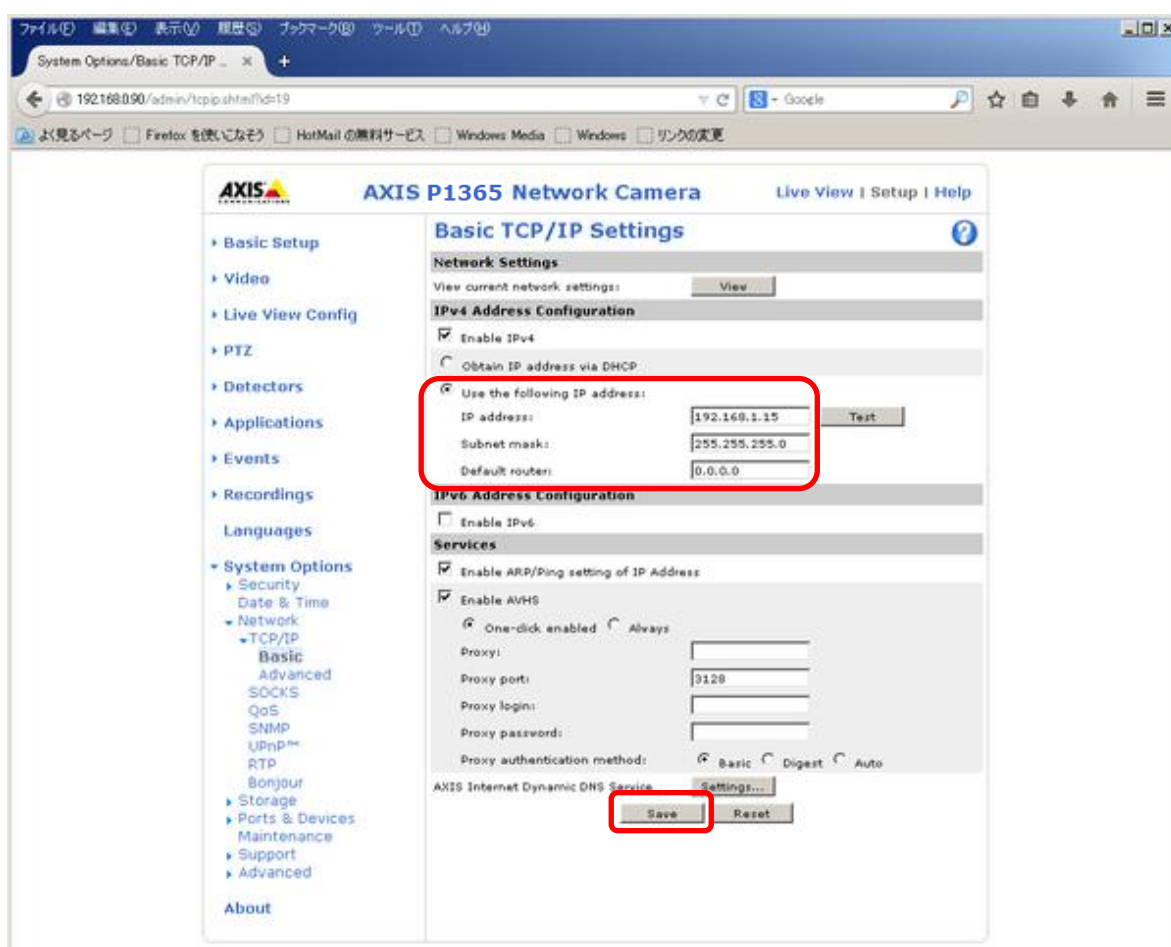 ファイル(F) 編集(E) 表示(V) 履歴(S) ブックマーク(B) ツール(T) ヘルプ(H)
System Options/Basic TCP/IP ...
192.168.0.90/admin/tcpip.shtml?id=19
Google
よく見るページ Firefox を使いこなそう HotMail の無料サービス Windows Media Windows リンクの変更
AXIS
COMMUNICATIONS
AXIS P1365 Network Camera
Live View | Setup | Help
Basic Setup
Video
Live View Config
PTZ
Detectors
Applications
Events
Recordings
Languages
System Options
Security
Date & Time
Network
TCP/IP
Basic
Advanced
SOCKS
QoS
SNMP
UPnP™
RTP
Bonjour
Storage
Ports & Devices
Maintenance
Support
Advanced
About
Basic TCP/IP Settings
Network Settings
View current network settings: View
IPv4 Address Configuration
Enable IPv4
Obtain IP address via DHCP
Use the following IP address:
IP address: 192.168.1.15 Test
Subnet mask: 255.255.255.0
Default router: 0.0.0.0
IPv6 Address Configuration
Enable IPv6
Services
Enable ARP/Ping setting of IP Address
Enable AVHS
One-click enabled Always
Proxy:
Proxy port: 3128
Proxy login:
Proxy password:
Proxy authentication method: Basic Digest Auto
AXIS Internet Dynamic DNS Service Settings...
Save Reset